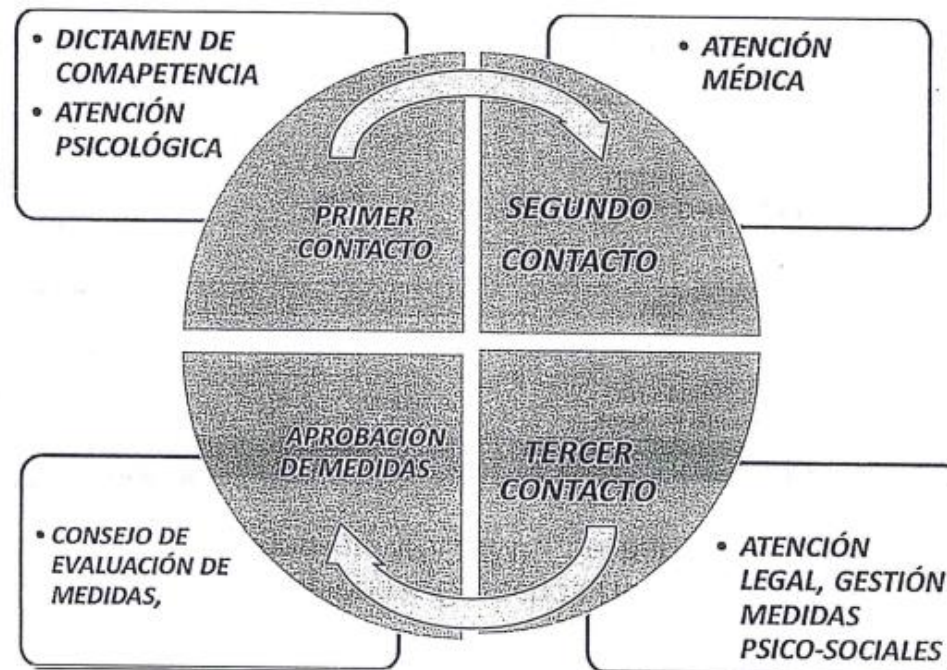 • DICTAMEN DE
COMAPETENCIA
• ATENCIÓN
PSICOLÓGICA
• ATENCIÓN
MÉDICA
PRIMER
CONTACTO
SEGUNDO
CONTACTO
APROBACION
DE MEDIDAS
TERCER
CONTACTO
• CONSEJO DE
EVALUACIÓN DE
MEDIDAS,
• ATENCIÓN
LEGAL, GESTIÓN
MEDIDAS
PSICO-SOCIALES